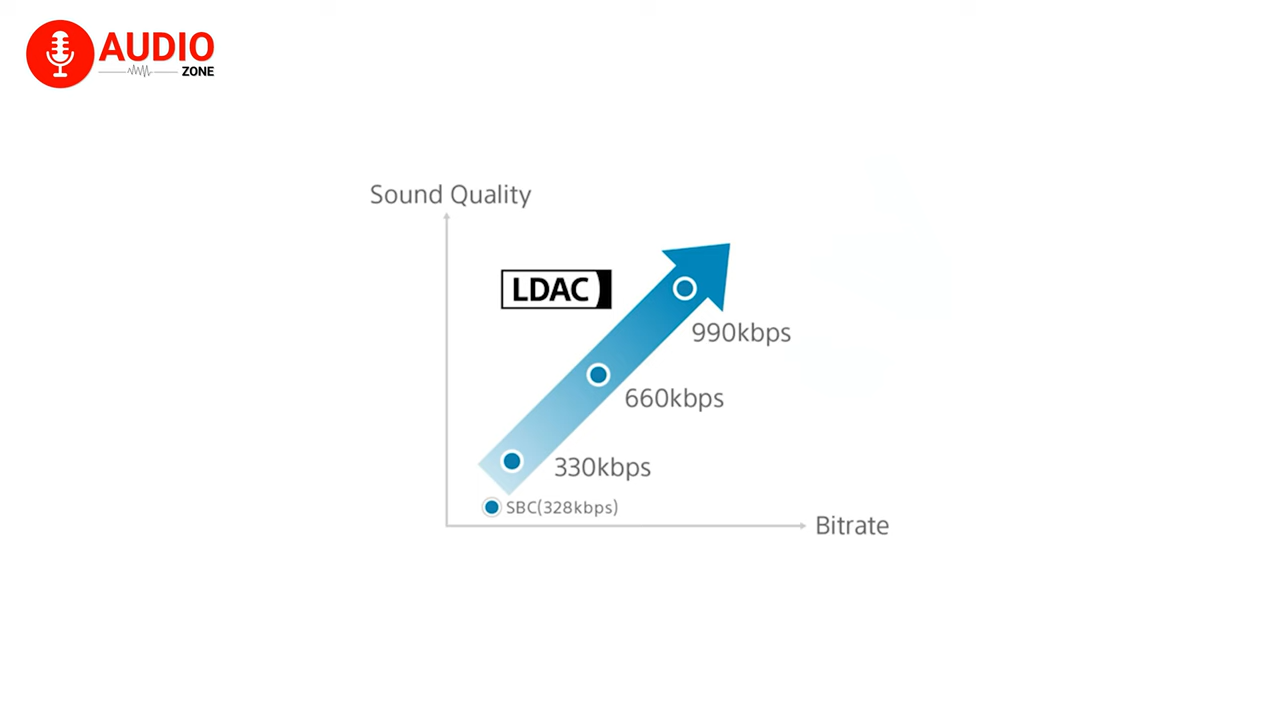 AUDIO
ZONE
Sound Quality
LDAC
990kbps
660kbps
330kbps
SBC(328kbps)
Bitrate